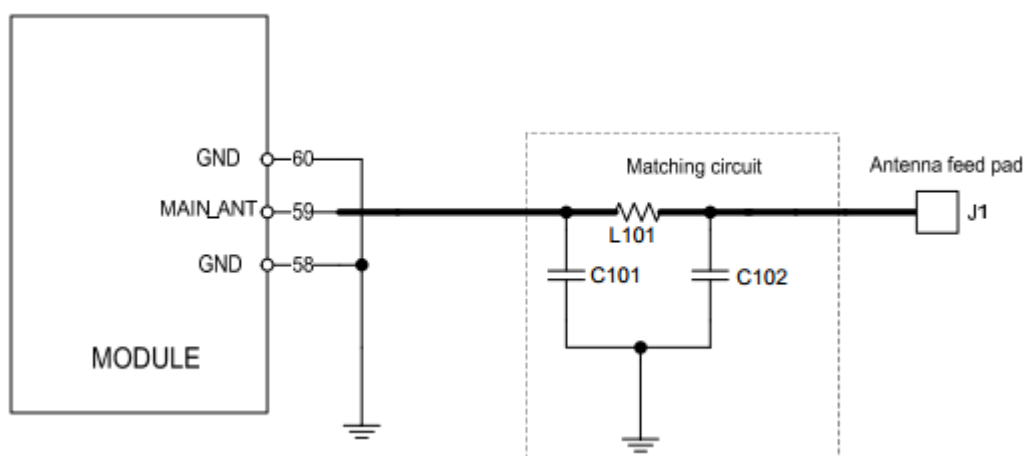 GND 60
Matching circuit
Antenna feed pad
MAIN_ANT 59
J1
L101
GND 58
C101
C102
MODULE